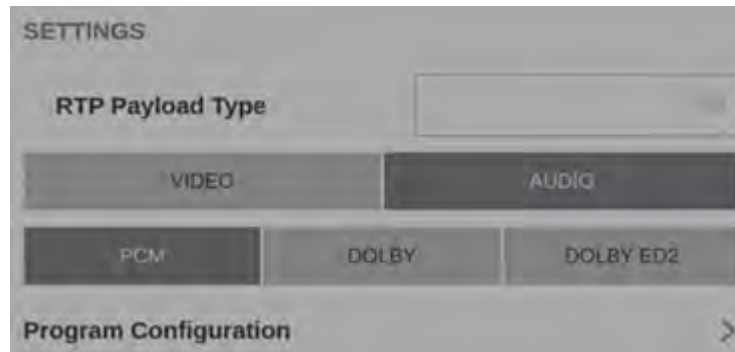 SETTINGS
RTP Payload Type
VIDEO AUDIO
PCM DOLBY DOLBY ED2
Program Configuration